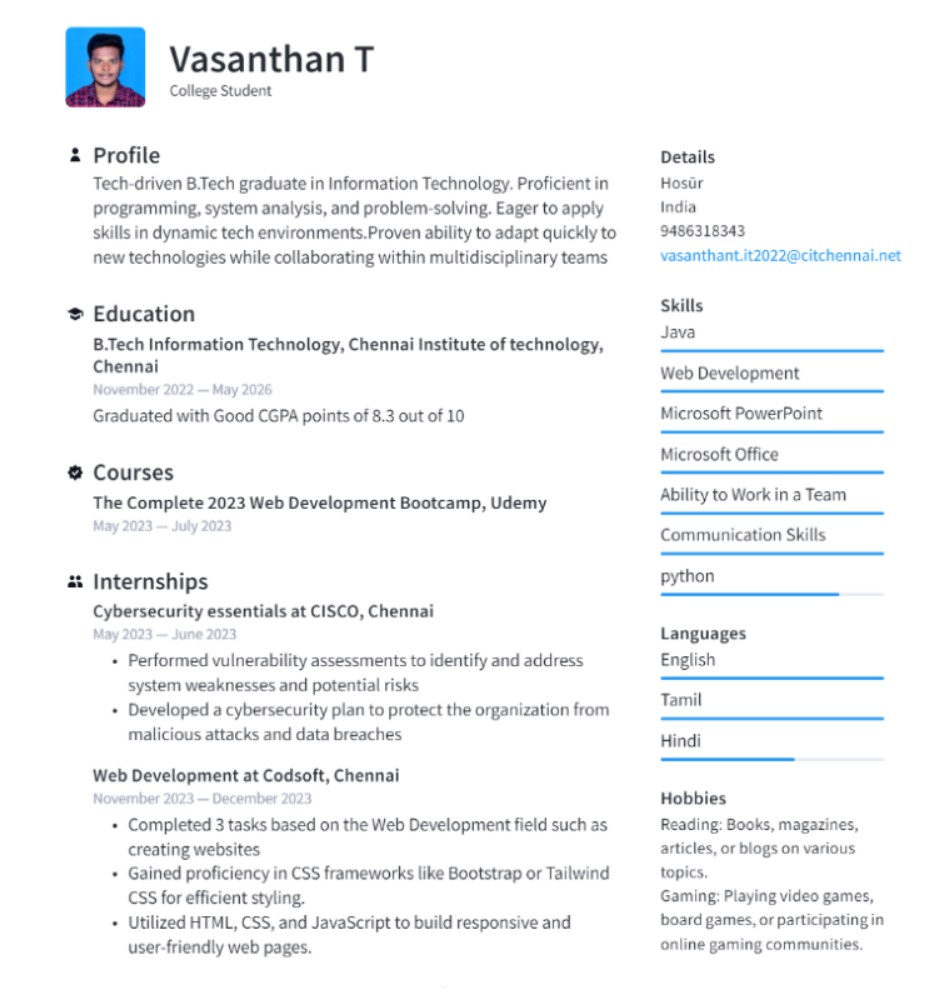 Vasanthan T
College Student
Profile
Tech-driven B.Tech graduate in Information Technology. Proficient in
programming, system analysis, and problem-solving. Eager to apply
skills in dynamic tech environments.Proven ability to adapt quickly to
new technologies while collaborating within multidisciplinary teams
Education
B.Tech Information Technology, Chennai Institute of technology,
Chennai
November 2022 — May 2026
Graduated with Good CGPA points of 8.3 out of 10
Courses
The Complete 2023 Web Development Bootcamp, Udemy
May 2023 — July 2023
Internships
Cybersecurity essentials at CISCO, Chennai
May 2023 — June 2023
• Performed vulnerability assessments to identify and address
system weaknesses and potential risks
• Developed a cybersecurity plan to protect the organization from
malicious attacks and data breaches
Web Development at Codsoft, Chennai
November 2023 — December 2023
• Completed 3 tasks based on the Web Development field such as
creating websites
• Gained proficiency in CSS frameworks like Bootstrap or Tailwind
CSS for efficient styling.
• Utilized HTML, CSS, and JavaScript to build responsive and
user-friendly web pages.
Details
Hosūr
India
9486318343
vasanthant.it2022@citchennai.net
Skills
Java
Web Development
Microsoft PowerPoint
Microsoft Office
Ability to Work in a Team
Communication Skills
python
Languages
English
Tamil
Hindi
Hobbies
Reading: Books, magazines,
articles, or blogs on various
topics.
Gaming: Playing video games,
board games, or participating in
online gaming communities.